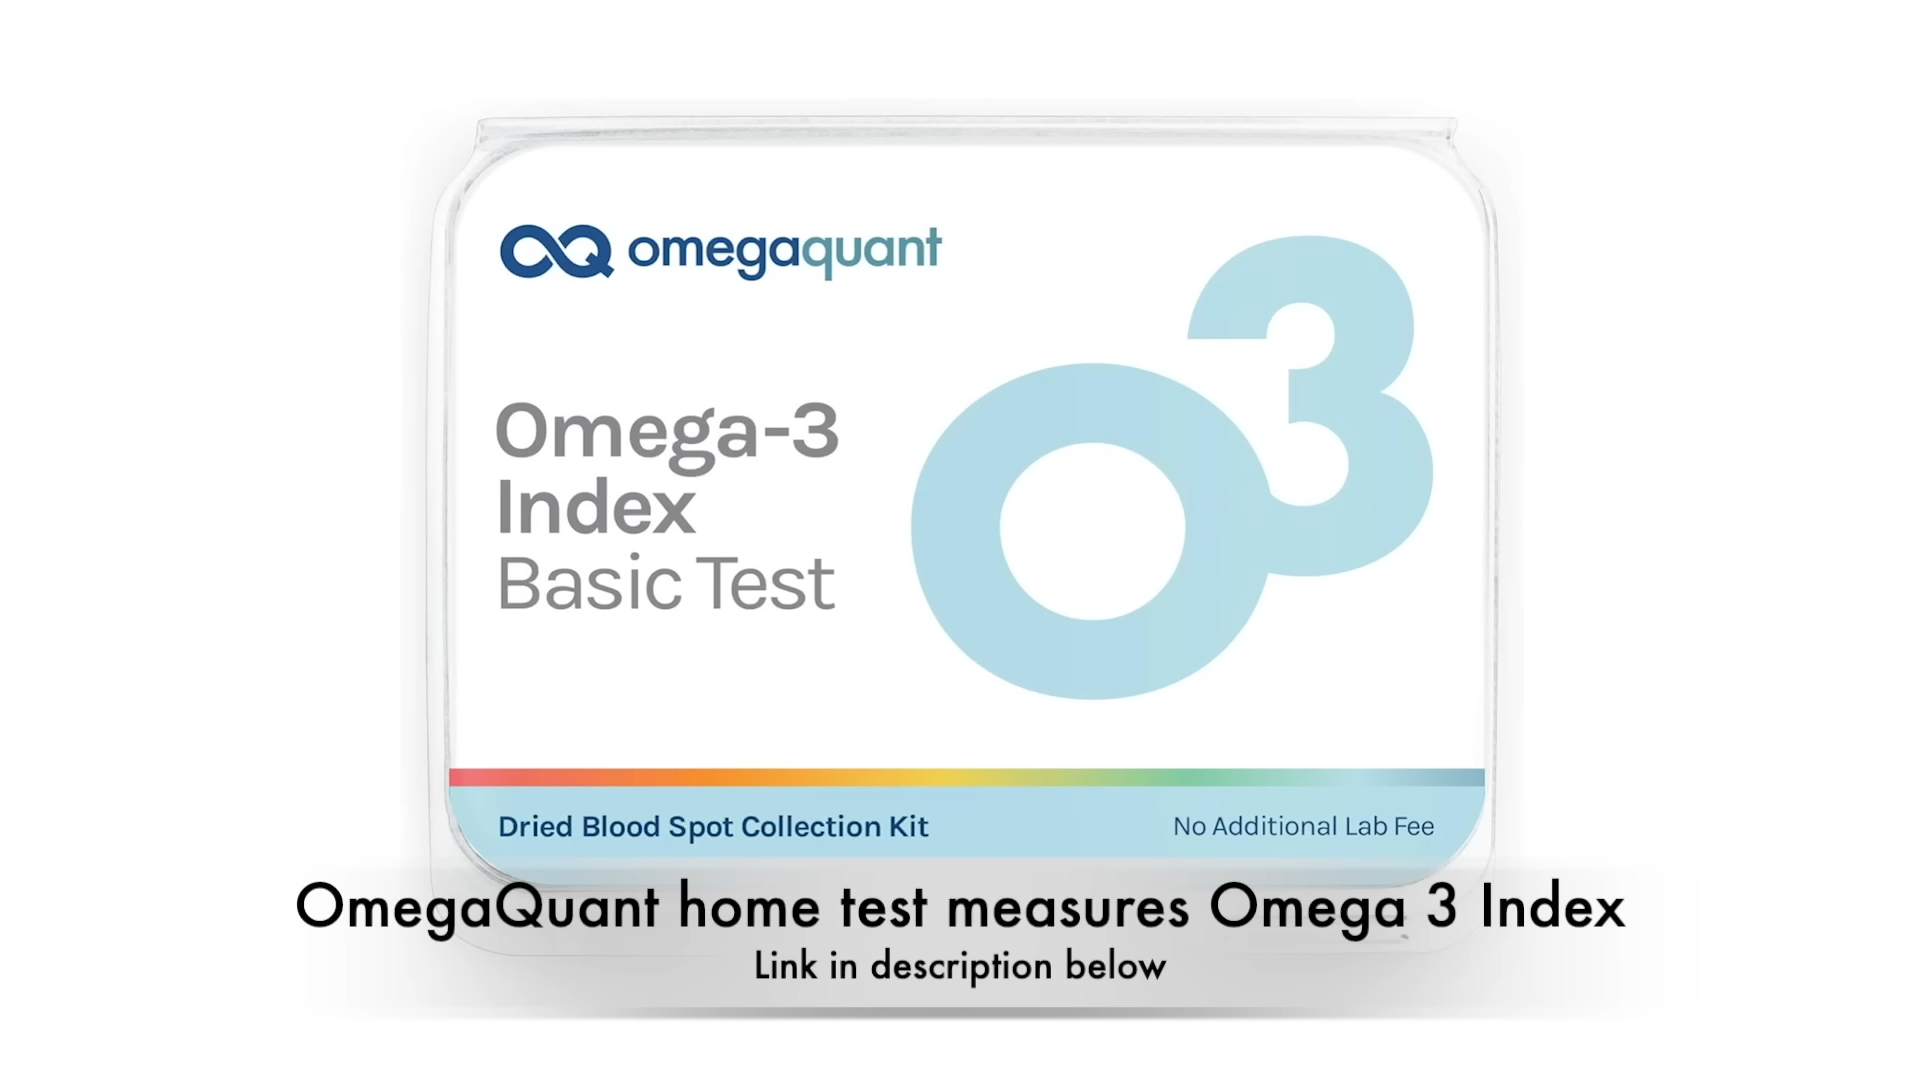 omegaquant
O3
Omega-3
Index
Basic Test
Dried Blood Spot Collection Kit
No Additional Lab Fee
OmegaQuant home test measures Omega 3 Index
Link in description below